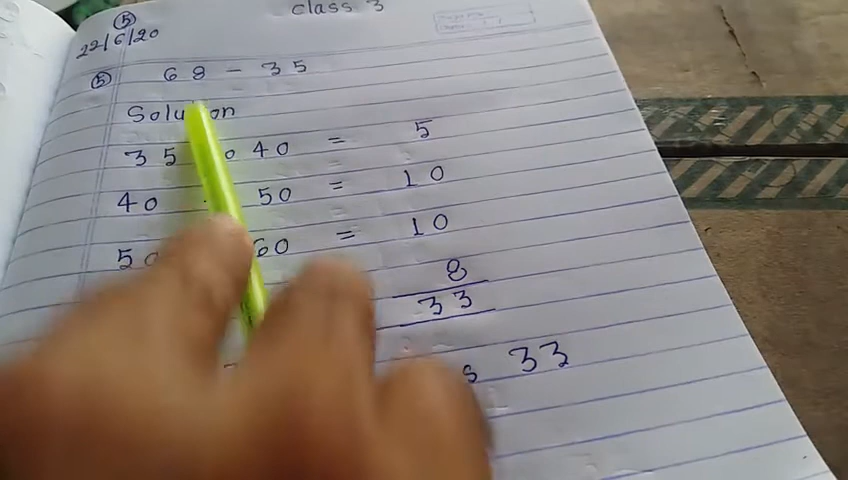 class 3
5
22/6/20
5 68 - 35
Solution
35 40 = 5
40 50 = 10
50 60 = 10
8
33
33